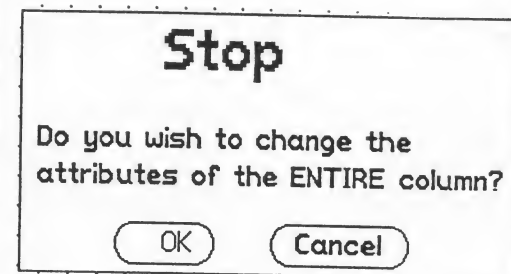 Stop
Do you wish to change the
attributes of the ENTIRE column?
OK
Cancel